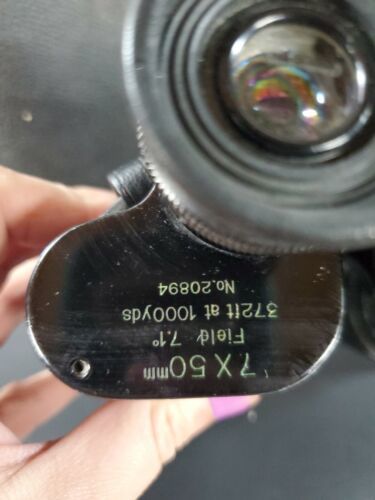 7X50mm
Field 7.1°
372ft at 1000yds
No.20894